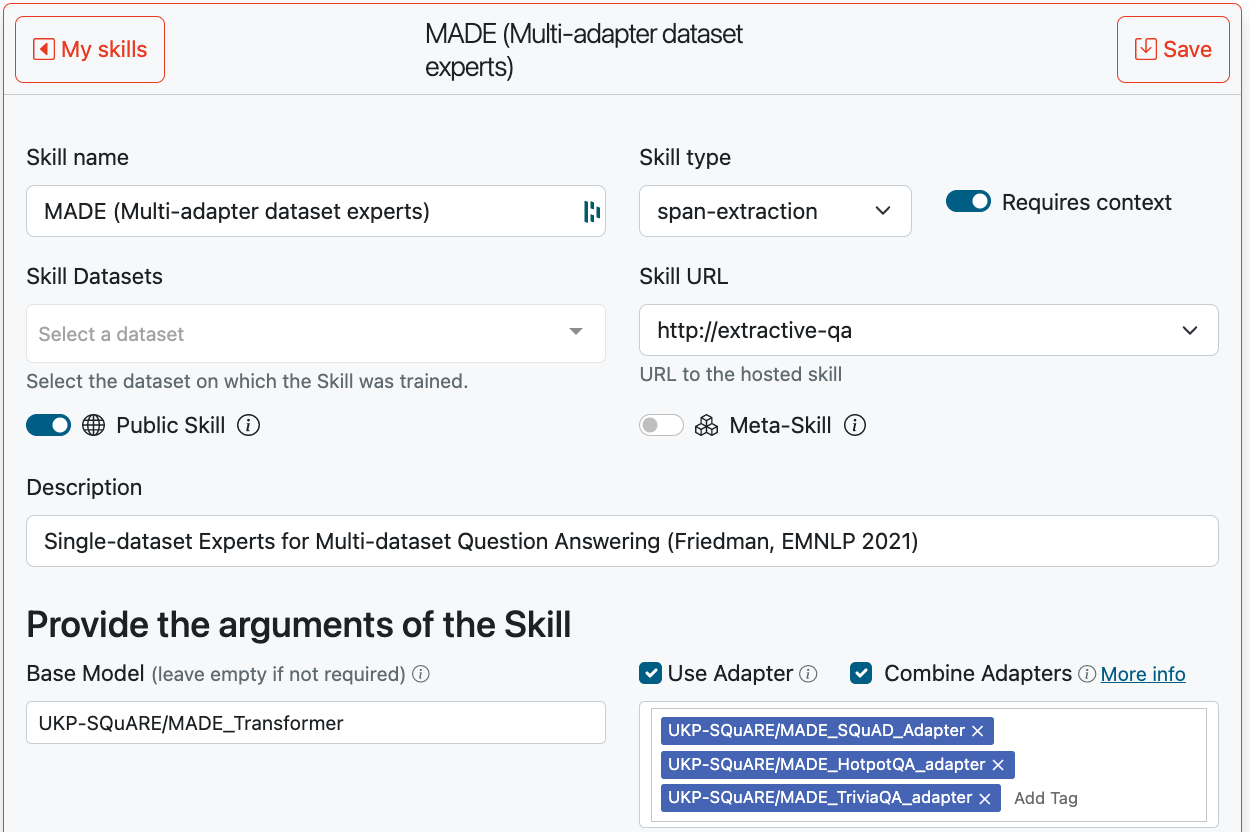 My skills
MADE (Multi-adapter dataset
experts)
Save
Skill name
MADE (Multi-adapter dataset experts)
Skill type
span-extraction
Requires context
Skill Datasets
Select a dataset
Select the dataset on which the Skill was trained.
Skill URL
http://extractive-qa
URL to the hosted skill
Public Skill
Meta-Skill
Description
Single-dataset Experts for Multi-dataset Question Answering (Friedman, EMNLP 2021)
Provide the arguments of the Skill
Base Model (leave empty if not required)
UKP-SQuARE/MADE_Transformer
Use Adapter
Combine Adapters
More info
UKP-SQuARE/MADE_SQuAD_Adapter
UKP-SQuARE/MADE_HotpotQA_adapter
UKP-SQuARE/MADE_TriviaQA_adapter
Add Tag